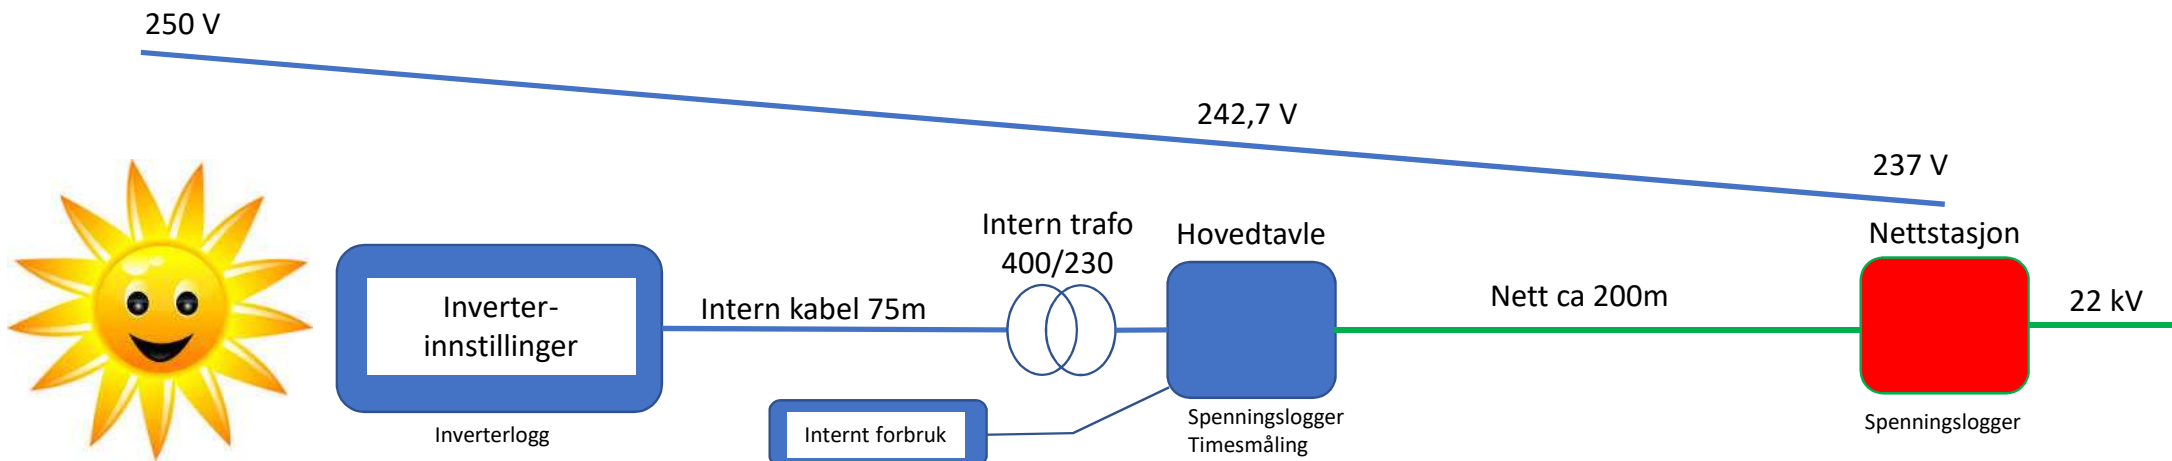 250 V
242,7 V
237 V
Intern trafo
400/230
Hovedtavle
Nettstasjon
Inverter-
innstillinger
Intern kabel 75m
Nett ca 200m
22 kV
Inverterlogg
Internt forbruk
Spenningslogger
Timesmåling
Spenningslogger